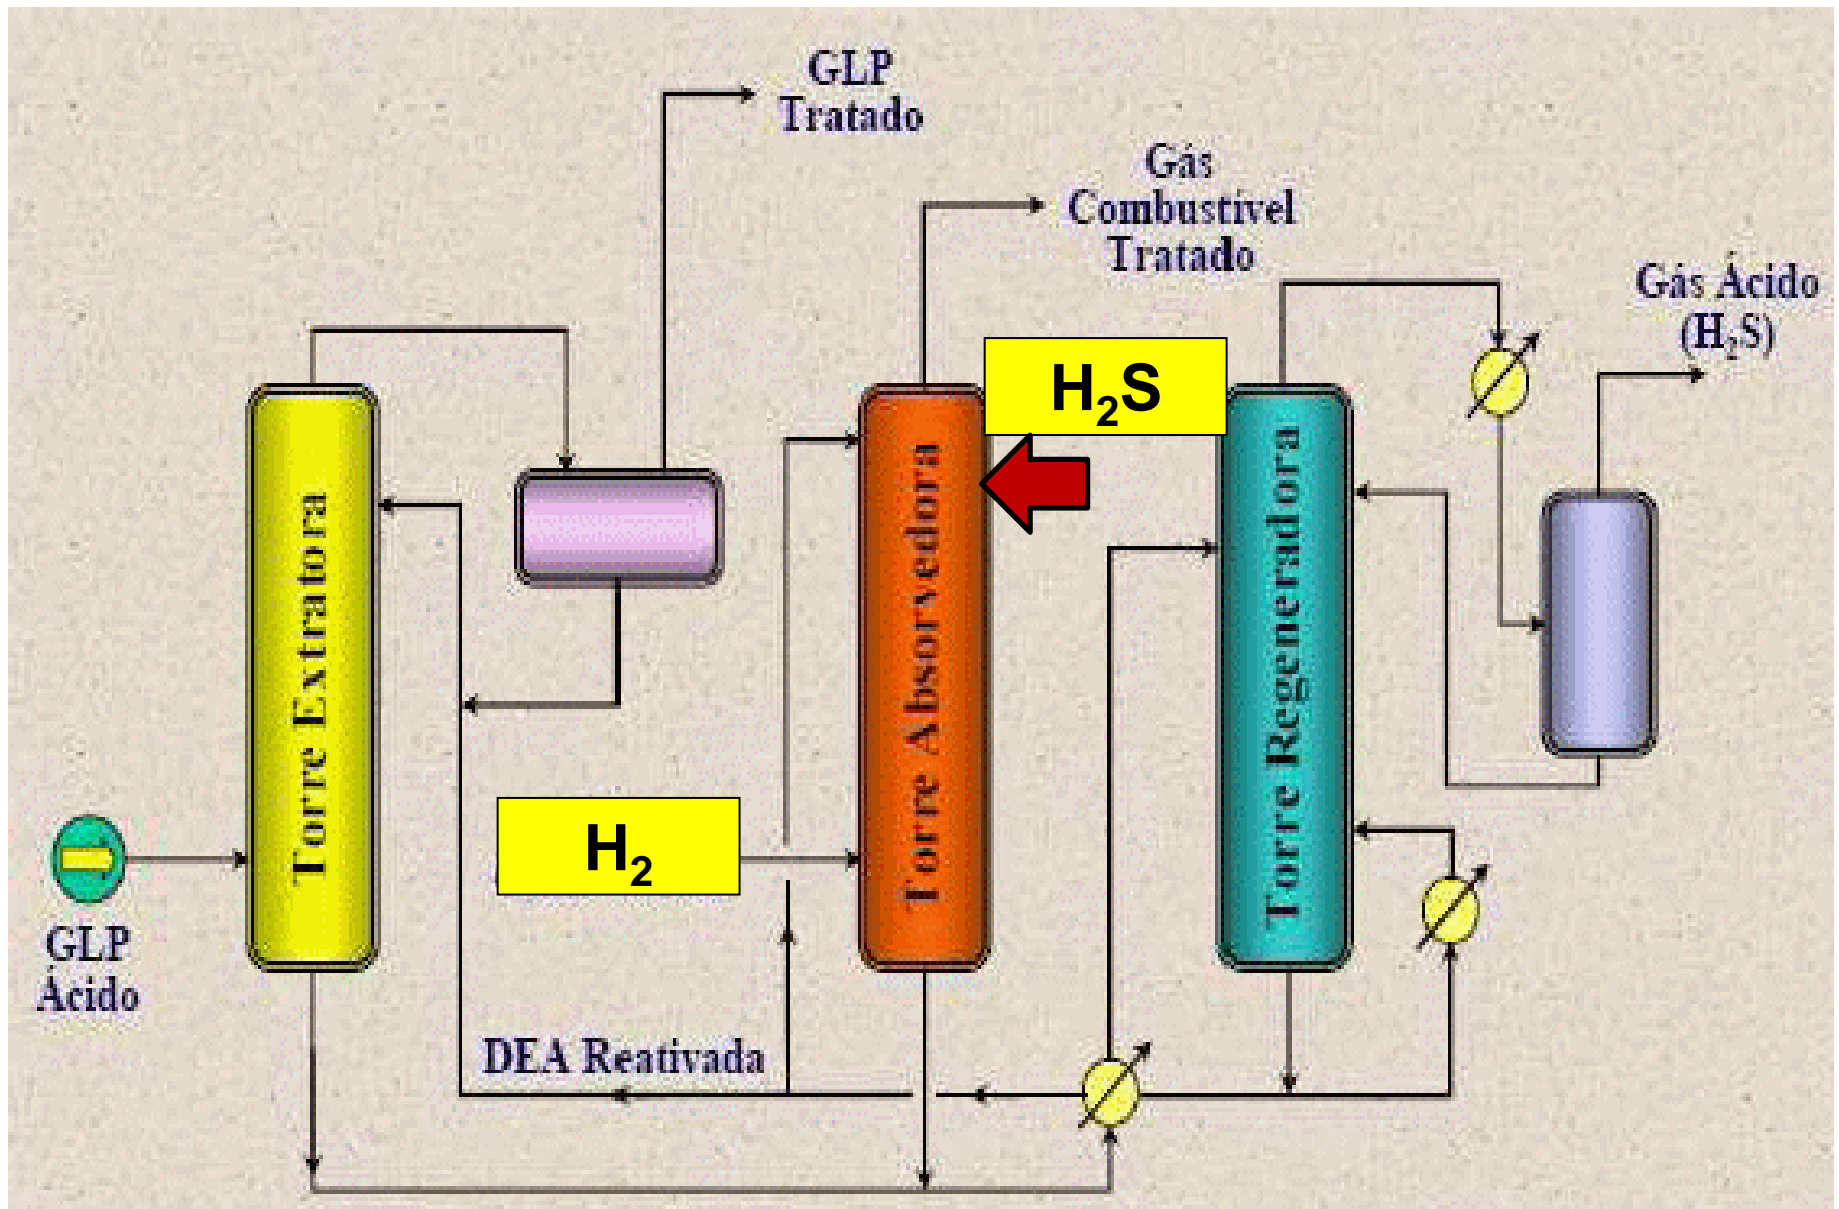 GLP
Tratado
Gás
Combustível
Tratado
Gás Ácido
(H₂S)
H₂S
Torre Extratora
Torre Absorvedora
Torre Regeneradora
H₂
GLP
Ácido
DEA Reativada